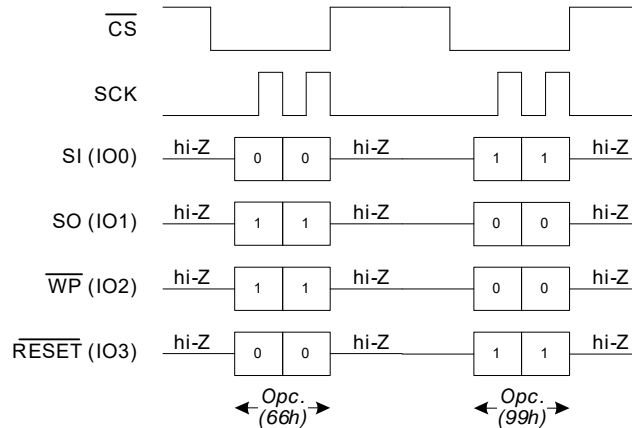 CS
SCK
SI (IO0) hi-Z 0 0 hi-Z 1 1 hi-Z
SO (IO1) hi-Z 1 1 hi-Z 0 0 hi-Z
WP (IO2) hi-Z 1 1 hi-Z 0 0 hi-Z
RESET (IO3) hi-Z 0 0 hi-Z 1 1 hi-Z
Opc. Opc.
(66h) (99h)